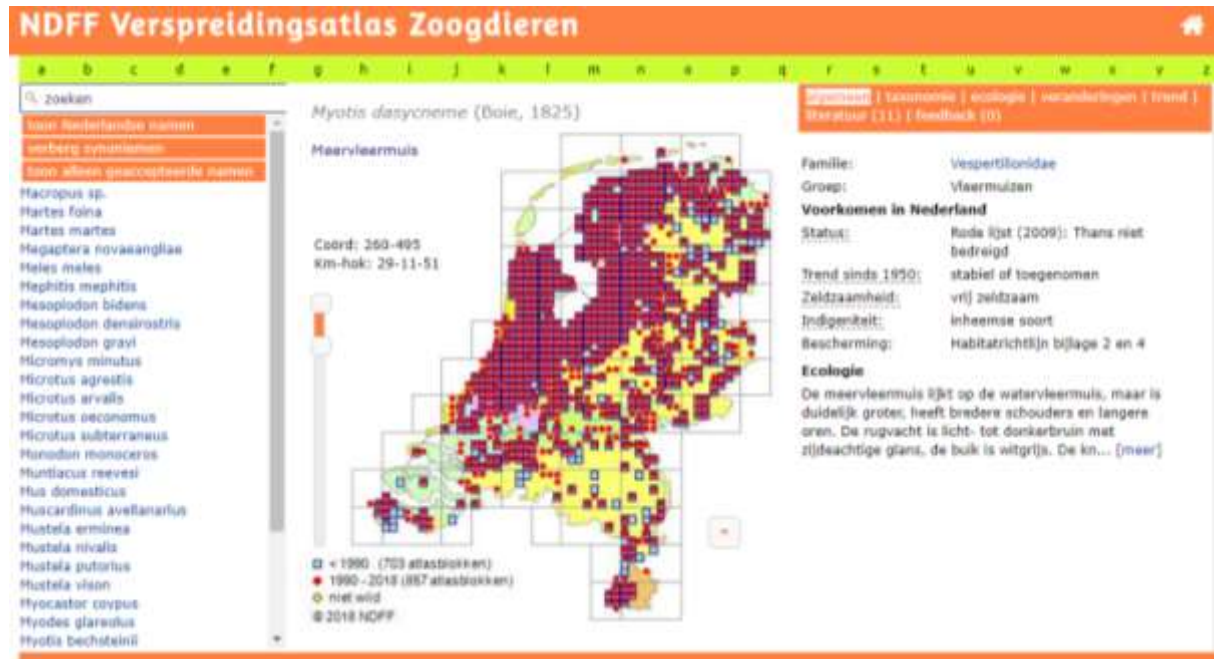 NDFF Verspreidingsatlas Zoogdieren
a b c d e f g h i j k l m n o p q r s t u v w x y z
zoeken
toon Nederlandse namen
verberg synoniemen
toon alleen geaccepteerde namen
Macropus sp.
Martes foina
Martes martes
Megaptera novaeangliae
Meles meles
Mephitis mephitis
Mesoplodon bidens
Mesoplodon densirostris
Mesoplodon grayi
Micromys minutus
Microtus agrestis
Microtus arvalis
Microtus oeconomus
Microtus subterraneus
Monodon monoceros
Muntiacus reevesi
Mus domesticus
Muscardinus avellanarius
Mustela erminea
Mustela nivalis
Mustela putorius
Mustela vison
Myocastor coypus
Myodes glareolus
Myotis bechsteinii
Myotis dasycneme (Boie, 1825)
Meervleermuis
Coörd: 260-495
Km-hok: 29-11-51
< 1990 (703 atlasblokken)
1990 - 2018 (857 atlasblokken)
niet wild
© 2018 NDFF
algemeen | taxonomie | ecologie | veranderingen | trend |
literatuur (11) | feedback (0)
Familie: Vespertilionidae
Groep: Vleermuizen
Voorkomen in Nederland
Status: Rode lijst (2009): Thans niet
bedreigd
Trend sinds 1950: stabiel of toegenomen
Zeldzaamheid: vrij zeldzaam
Indigeniteit: inheemse soort
Bescherming: Habitatrichtlijn bijlage 2 en 4
Ecologie
De meervleermuis lijkt op de watervleermuis, maar is
duidelijk groter, heeft bredere schouders en langere
oren. De rugvacht is licht- tot donkerbruin met
zijdeachtige glans, de buik is witgrijs. De kn... [meer]